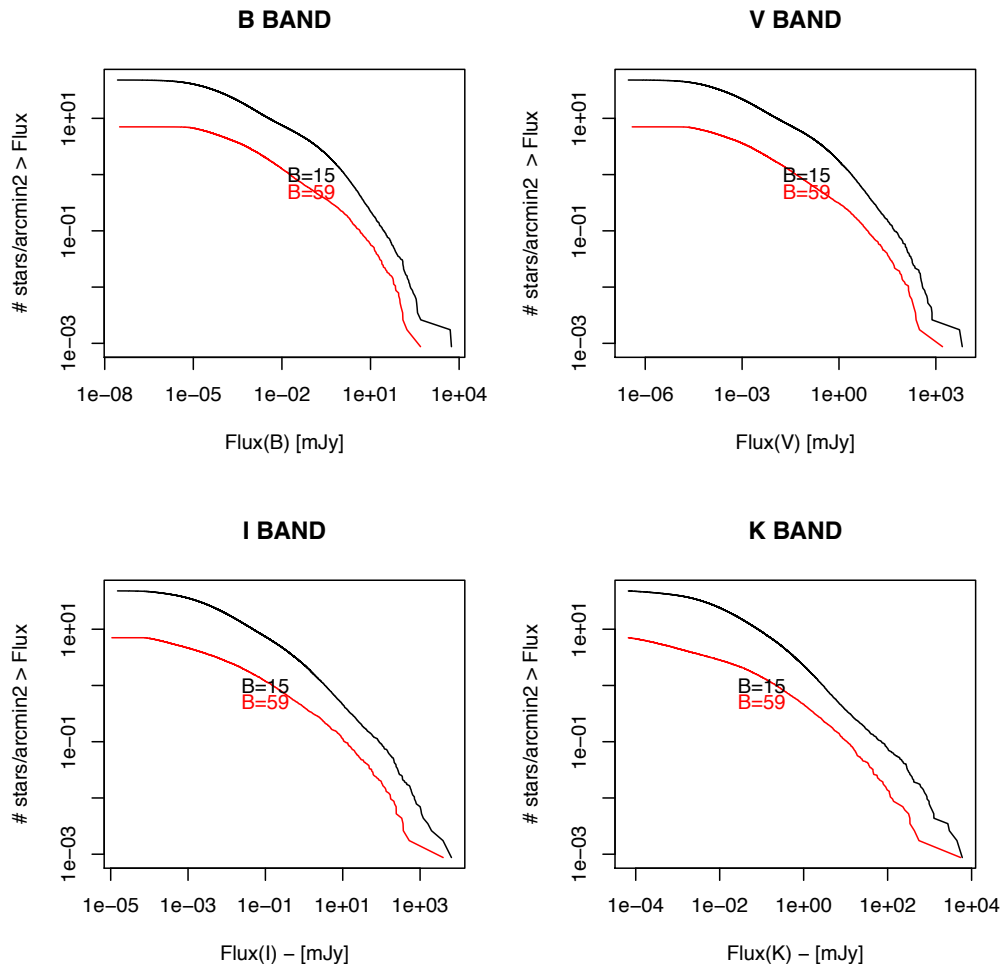 B BAND
# stars/arcmin2 > Flux
1e−03 1e−01 1e+01
B=15
B=59
1e−08 1e−05 1e−02 1e+01 1e+04
Flux(B) [mJy]
V BAND
# stars/arcmin2 > Flux
1e−03 1e−01 1e+01
B=15
B=59
1e−06 1e−03 1e+00 1e+03
Flux(V) [mJy]
I BAND
# stars/arcmin2 > Flux
1e−03 1e−01 1e+01
B=15
B=59
1e−05 1e−03 1e−01 1e+01 1e+03
Flux(I) − [mJy]
K BAND
# stars/arcmin2 > Flux
1e−03 1e−01 1e+01
B=15
B=59
1e−04 1e−02 1e+00 1e+02 1e+04
Flux(K) − [mJy]